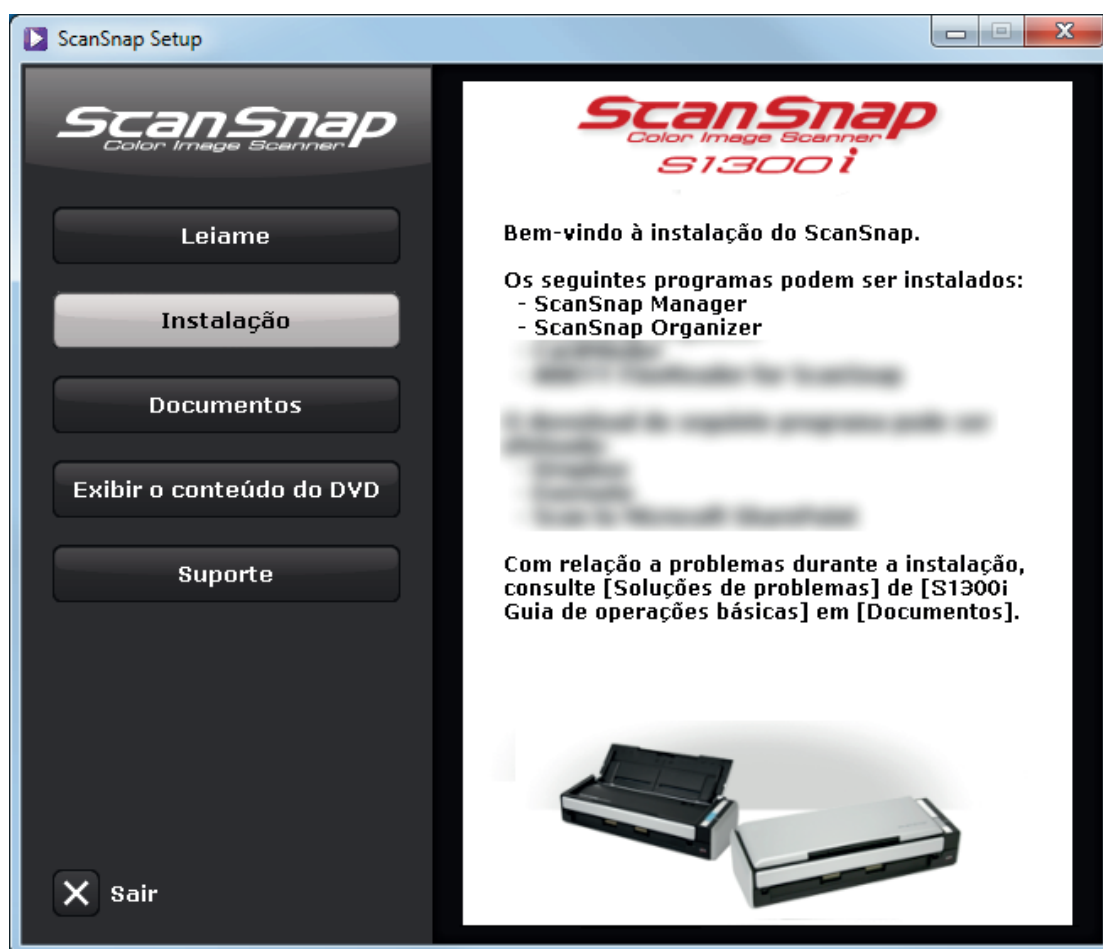 ScanSnap Setup
ScanSnap
Color Image Scanner
Leiame
Instalação
Documentos
Exibir o conteúdo do DVD
Suporte
Sair
ScanSnap
Color Image Scanner
S1300i
Bem-vindo à instalação do ScanSnap.
Os seguintes programas podem ser instalados:
- ScanSnap Manager
- ScanSnap Organizer
Com relação a problemas durante a instalação,
consulte [Soluções de problemas] de [S1300i
Guia de operações básicas] em [Documentos].